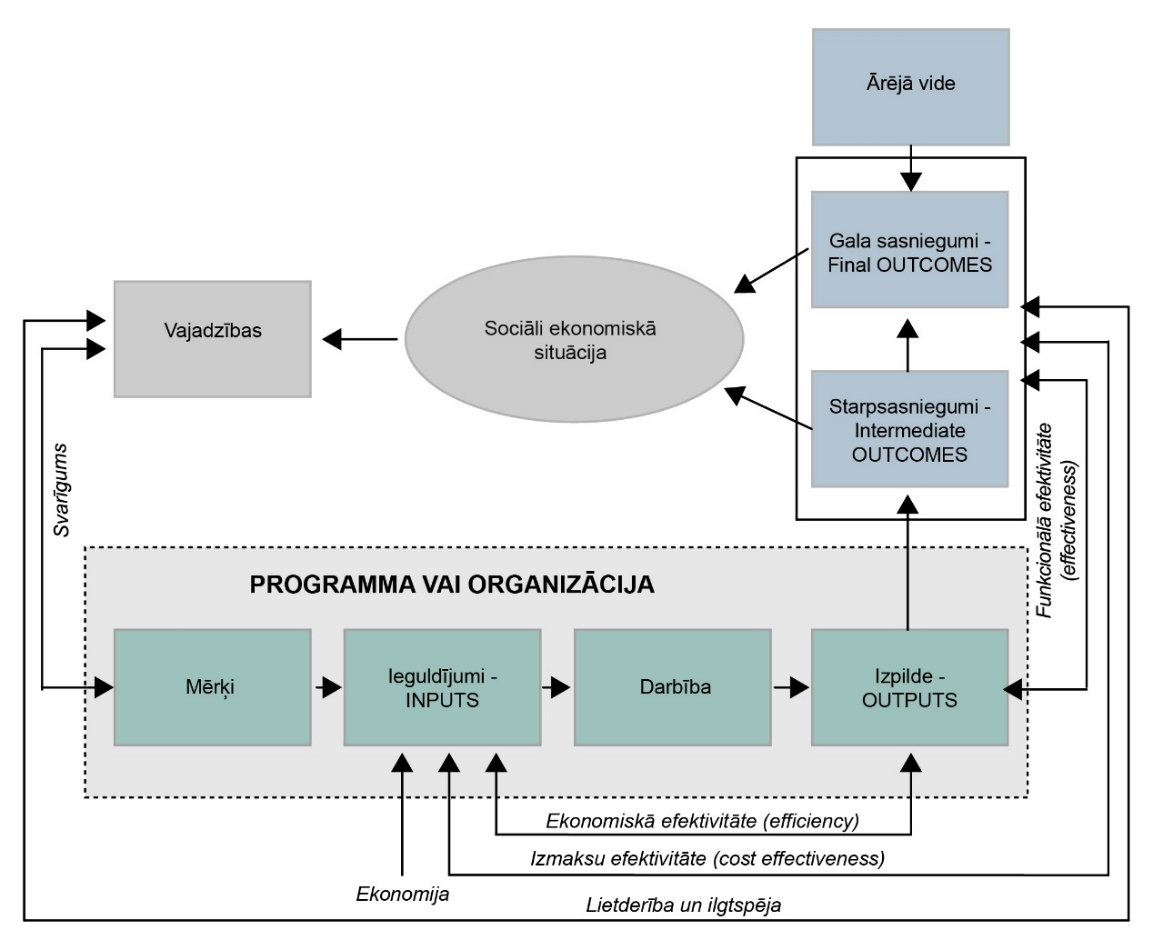 Ārējā vide
Gala sasniegumi -
Final OUTCOMES
Sociāli ekonomiskā
situācija
Vajadzības
Starpsasniegumi -
Intermediate
OUTCOMES
Svarīgums
Funkcionālā efektivitāte
(effectiveness)
PROGRAMMA VAI ORGANIZĀCIJA
Mērķi
Ieguldījumi -
INPUTS
Darbība
Izpilde -
OUTPUTS
Ekonomiskā efektivitāte (efficiency)
Izmaksu efektivitāte (cost effectiveness)
Ekonomija
Lietderība un ilgtspēja